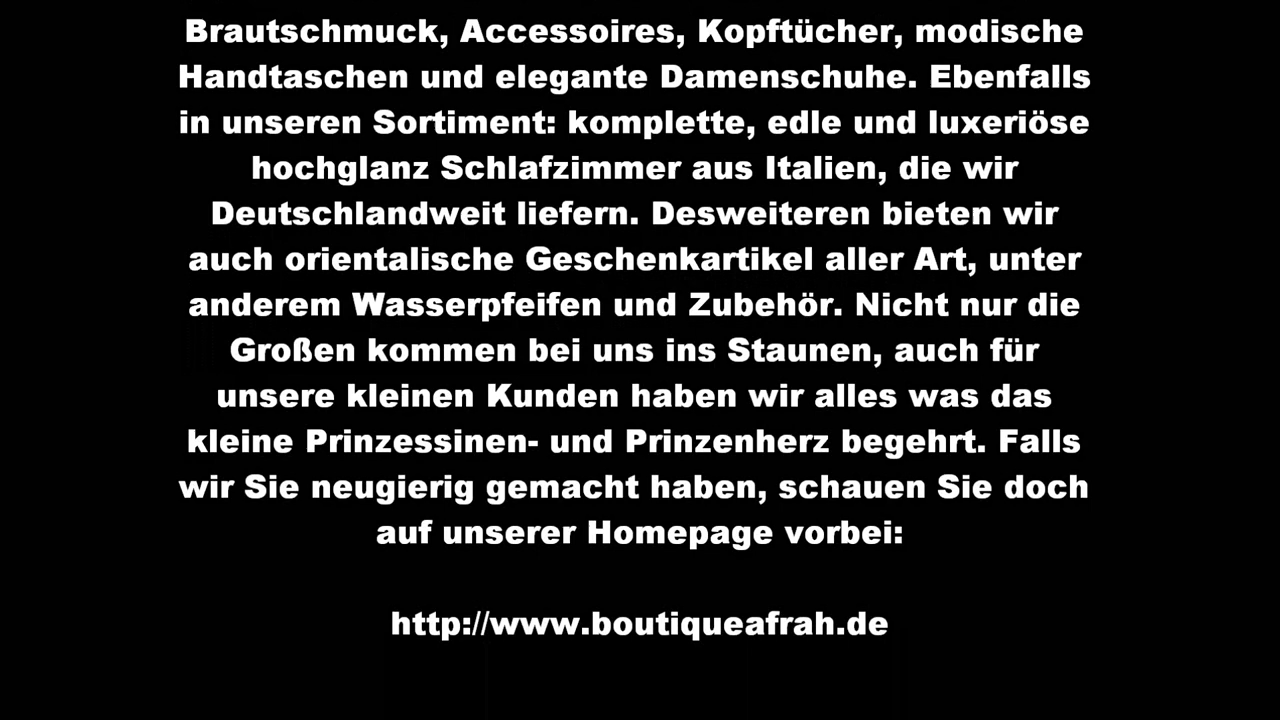 Brautschmuck, Accessoires, Kopftücher, modische
Handtaschen und elegante Damenschuhe. Ebenfalls
in unseren Sortiment: komplette, edle und luxeriöse
hochglanz Schlafzimmer aus Italien, die wir
Deutschlandweit liefern. Desweiteren bieten wir
auch orientalische Geschenkartikel aller Art, unter
anderem Wasserpfeifen und Zubehör. Nicht nur die
Großen kommen bei uns ins Staunen, auch für
unsere kleinen Kunden haben wir alles was das
kleine Prinzessinen- und Prinzenherz begehrt. Falls
wir Sie neugierig gemacht haben, schauen Sie doch
auf unserer Homepage vorbei:
http://www.boutiqueafrah.de